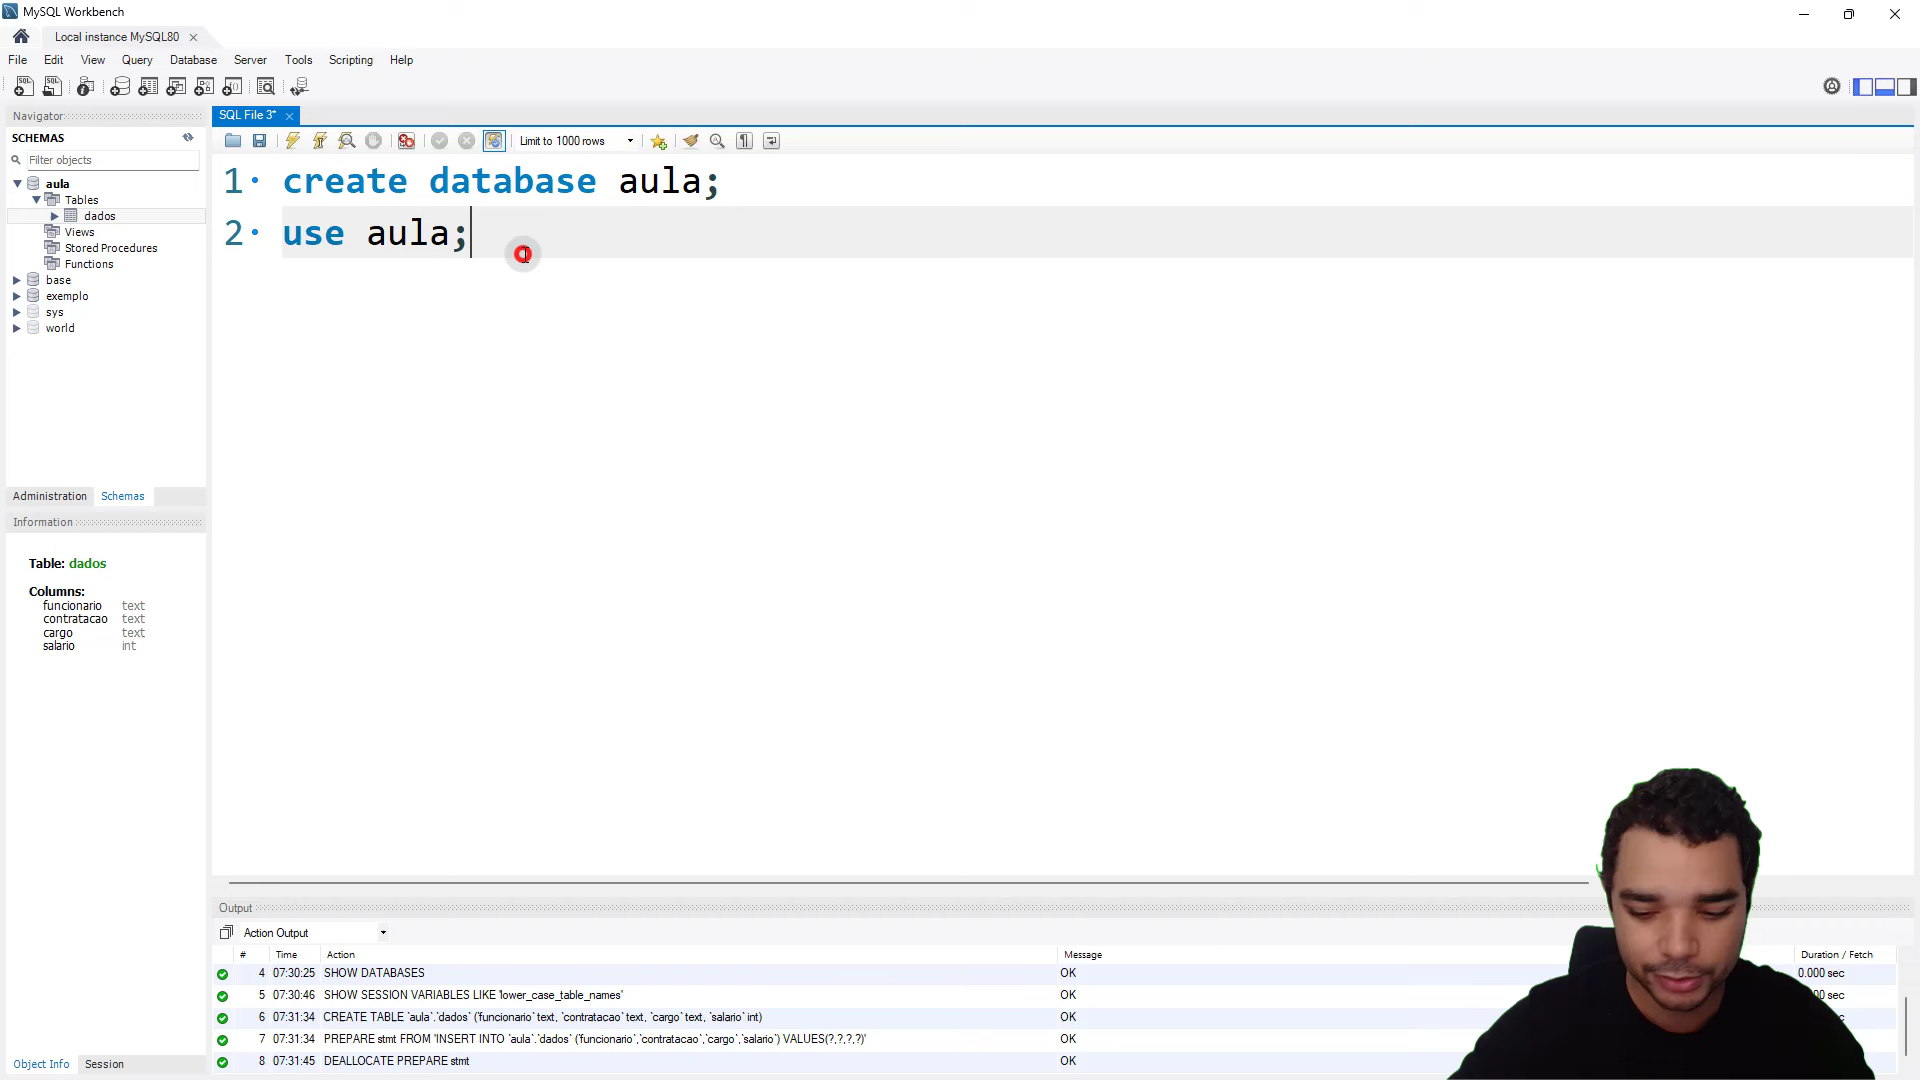 MySQL Workbench
Local instance MySQL80
File Edit View Query Database Server Tools Scripting Help
Navigator
SCHEMAS
Filter objects
aula
Tables
dados
Views
Stored Procedures
Functions
base
exemplo
sys
world
Administration Schemas
Information
Table: dados
Columns:
funcionario text
contratacao text
cargo text
salario int
Object Info Session
SQL File 3*
Limit to 1000 rows
1 create database aula;
2 use aula;
Output
Action Output
# Time Action Message Duration / Fetch
4 07:30:25 SHOW DATABASES OK 0.000 sec
5 07:30:46 SHOW SESSION VARIABLES LIKE 'lower_case_table_names' OK 00 sec
6 07:31:34 CREATE TABLE `aula`.`dados` (`funcionario` text, `contratacao` text, `cargo` text, `salario` int) OK
7 07:31:34 PREPARE stmt FROM 'INSERT INTO `aula`.`dados` (`funcionario`,`contratacao`,`cargo`,`salario`) VALUES(?,?,?,?)' OK
8 07:31:45 DEALLOCATE PREPARE stmt OK